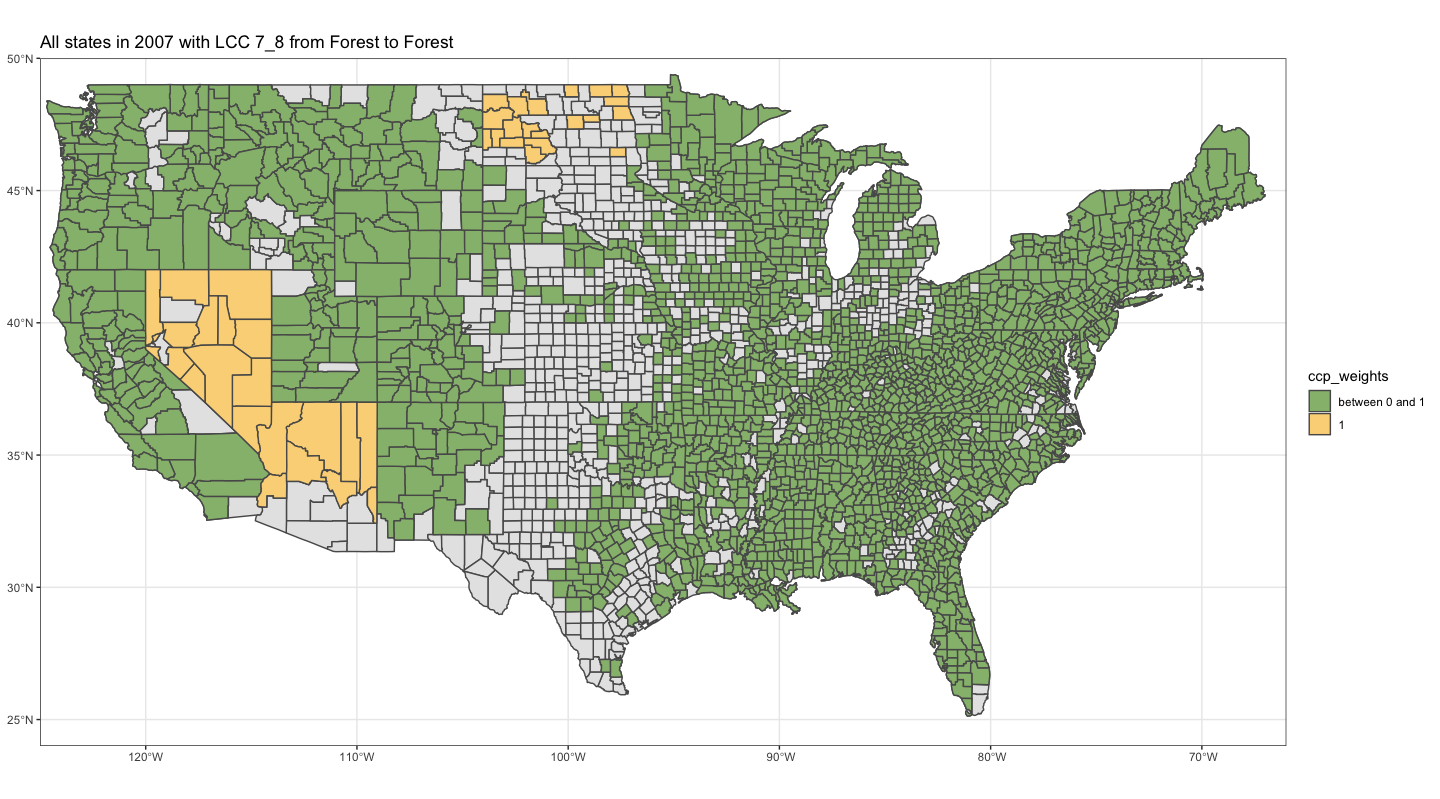 All states in 2007 with LCC 7_8 from Forest to Forest
50°N
45°N
40°N
35°N
30°N
25°N
120°W
110°W
100°W
90°W
80°W
70°W
ccp_weights
between 0 and 1
1